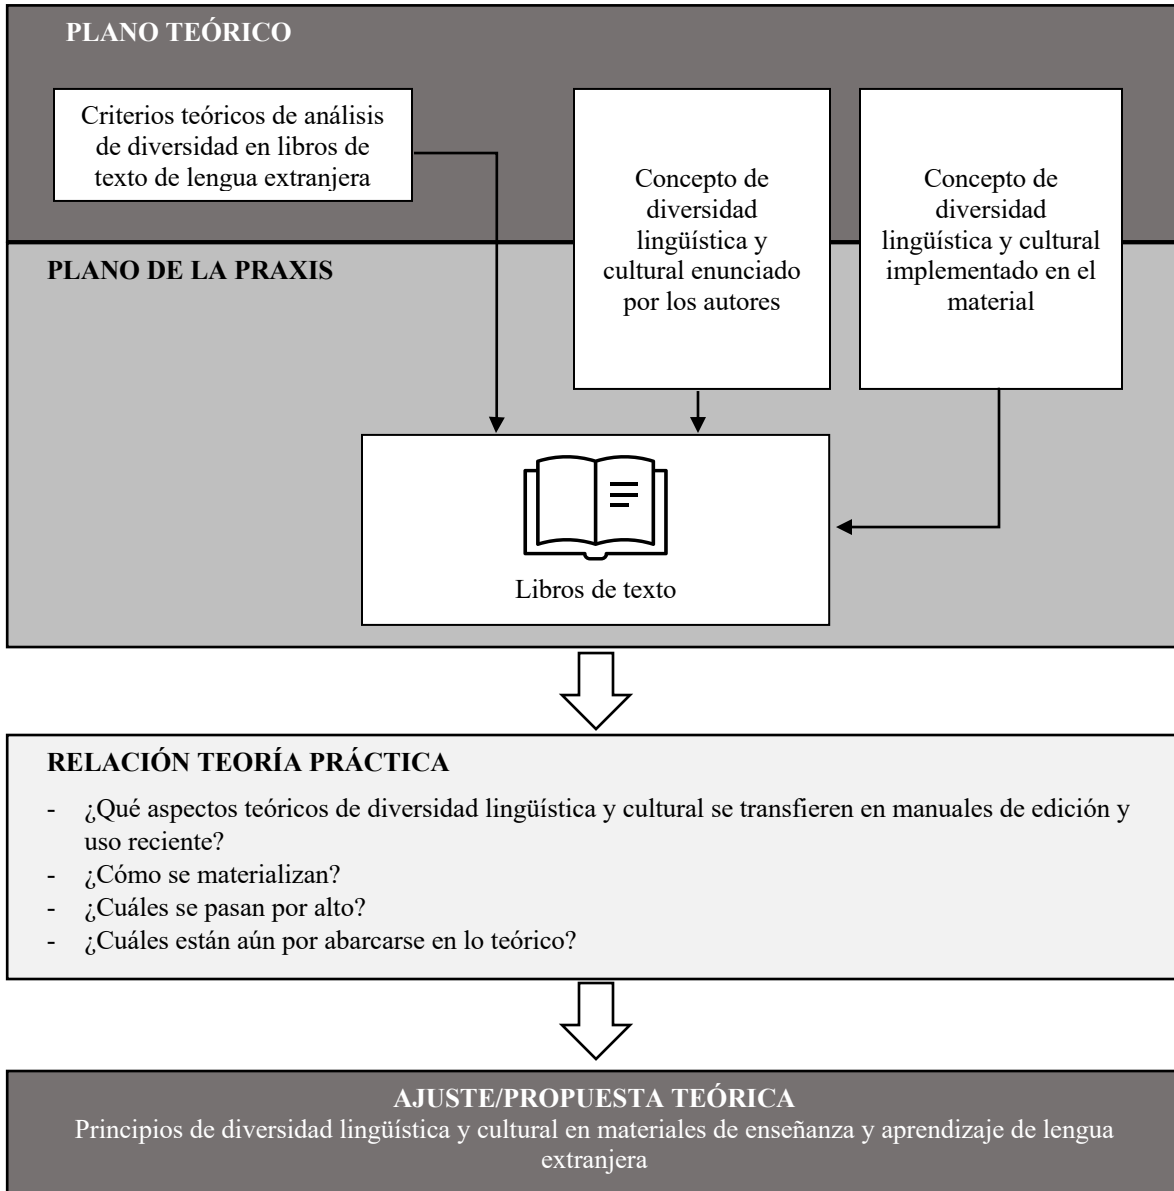 PLANO TEÓRICO
Criterios teóricos de análisis
de diversidad en libros de
texto de lengua extranjera
Concepto de
diversidad
lingüística y
cultural enunciado
por los autores
Concepto de
diversidad
lingüística y cultural
implementado en el
material
PLANO DE LA PRAXIS
Libros de texto
RELACIÓN TEORÍA PRÁCTICA
- ¿Qué aspectos teóricos de diversidad lingüística y cultural se transfieren en manuales de edición y
uso reciente?
- ¿Cómo se materializan?
- ¿Cuáles se pasan por alto?
- ¿Cuáles están aún por abarcarse en lo teórico?
AJUSTE/PROPUESTA TEÓRICA
Principios de diversidad lingüística y cultural en materiales de enseñanza y aprendizaje de lengua
extranjera